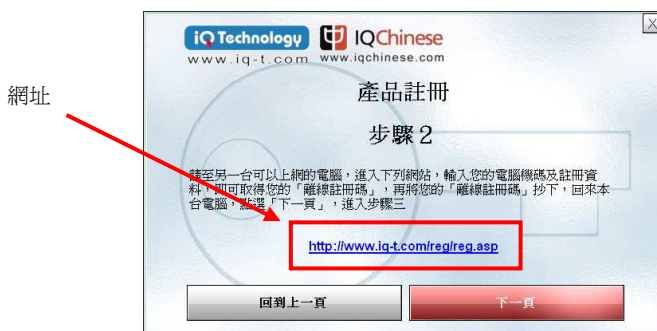 iQ Technology IQChinese
www.iq-t.com www.iqchinese.com
X
網址
產品註冊
步驟2
請至另一台可以上網的電腦，進入下列網站，輸入您的電腦機碼及註冊資
料，即可取得您的「離線註冊碼」，再將您的「離線註冊碼」抄下，回來本
台電腦，點選「下一頁」，進入步驟三
http://www.iq-t.com/reg/reg.asp
回到上一頁 下一頁